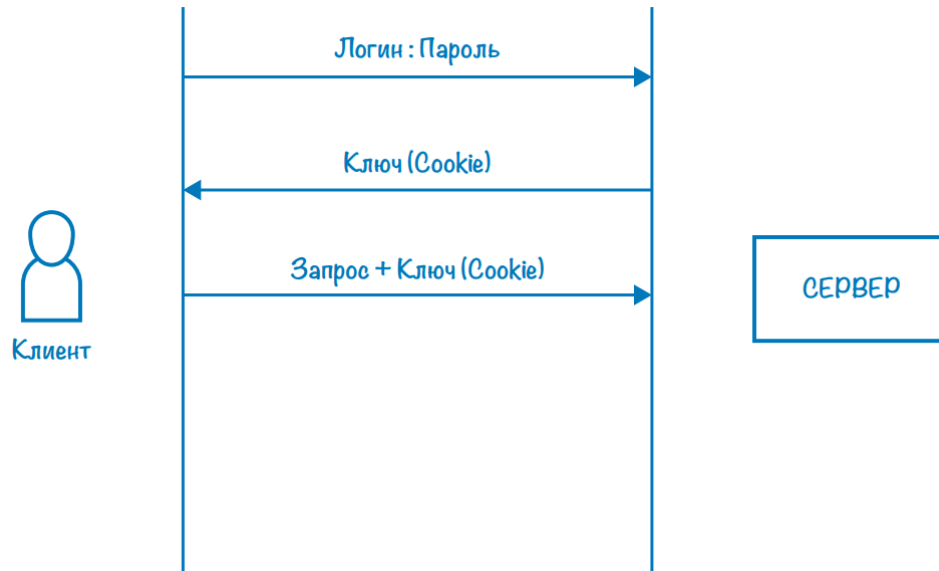 Логин : Пароль
Ключ (Cookie)
Запрос + Ключ (Cookie)
СЕРВЕР
Клиент